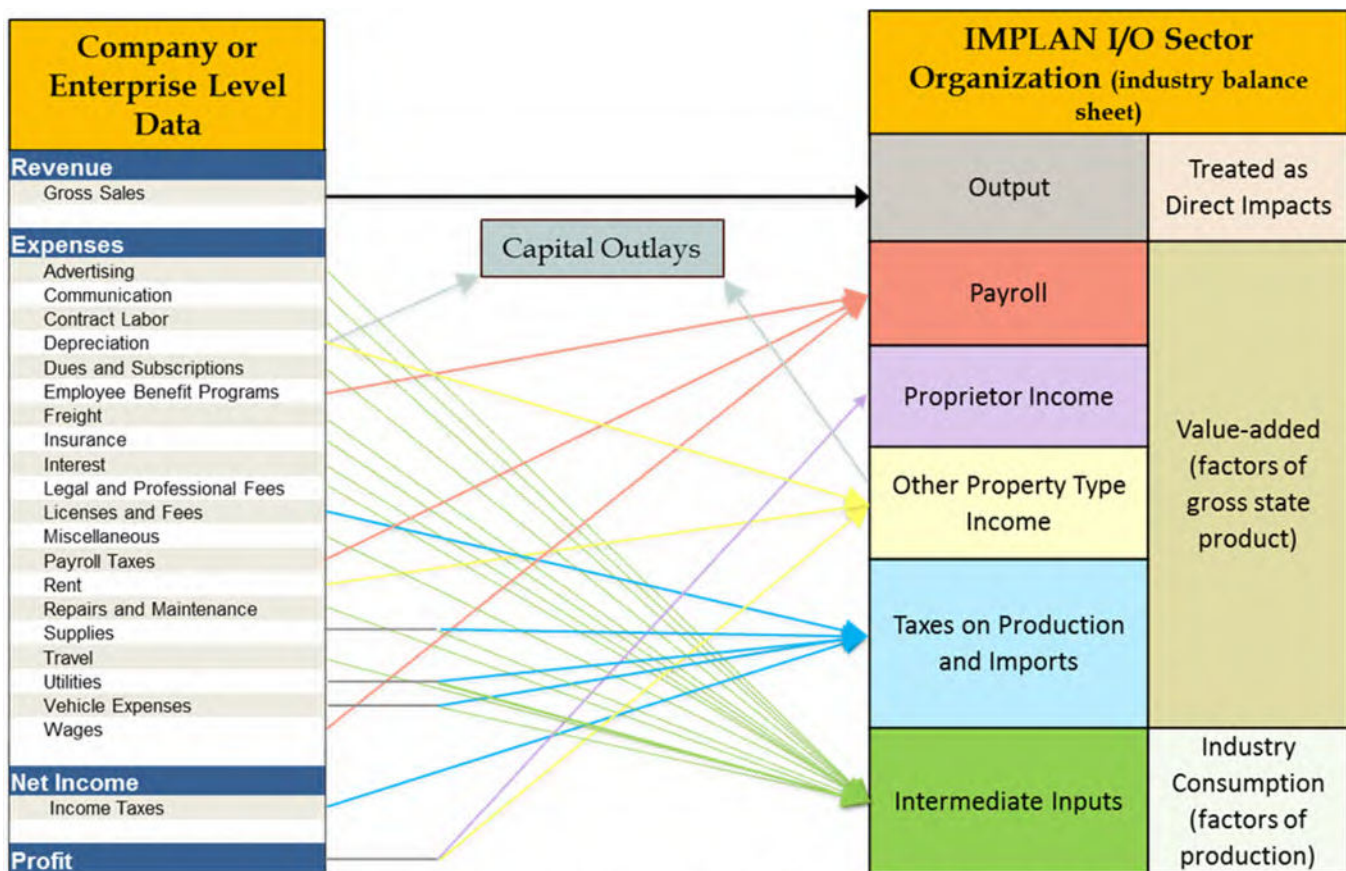 Company or
Enterprise Level
Data
Revenue
Gross Sales
Expenses
Advertising
Communication
Contract Labor
Depreciation
Dues and Subscriptions
Employee Benefit Programs
Freight
Insurance
Interest
Legal and Professional Fees
Licenses and Fees
Miscellaneous
Payroll Taxes
Rent
Repairs and Maintenance
Supplies
Travel
Utilities
Vehicle Expenses
Wages
Net Income
Income Taxes
Profit
Capital Outlays
IMPLAN I/O Sector
Organization (industry balance
sheet)
Output
Treated as
Direct Impacts
Payroll
Proprietor Income
Other Property Type
Income
Taxes on Production
and Imports
Value-added
(factors of
gross state
product)
Intermediate Inputs
Industry
Consumption
(factors of
production)